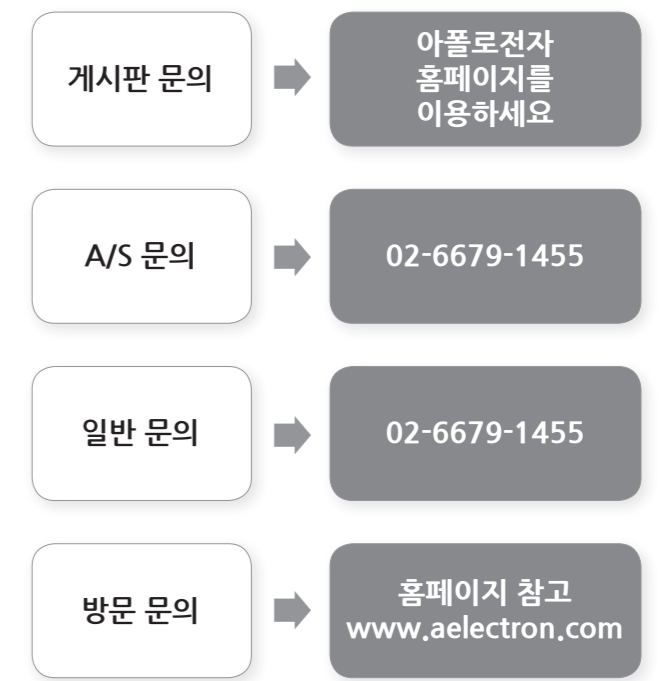 게시판 문의
아폴로전자
홈페이지를
이용하세요
A/S 문의
02-6679-1455
일반 문의
02-6679-1455
방문 문의
홈페이지 참고
www.aelectron.com